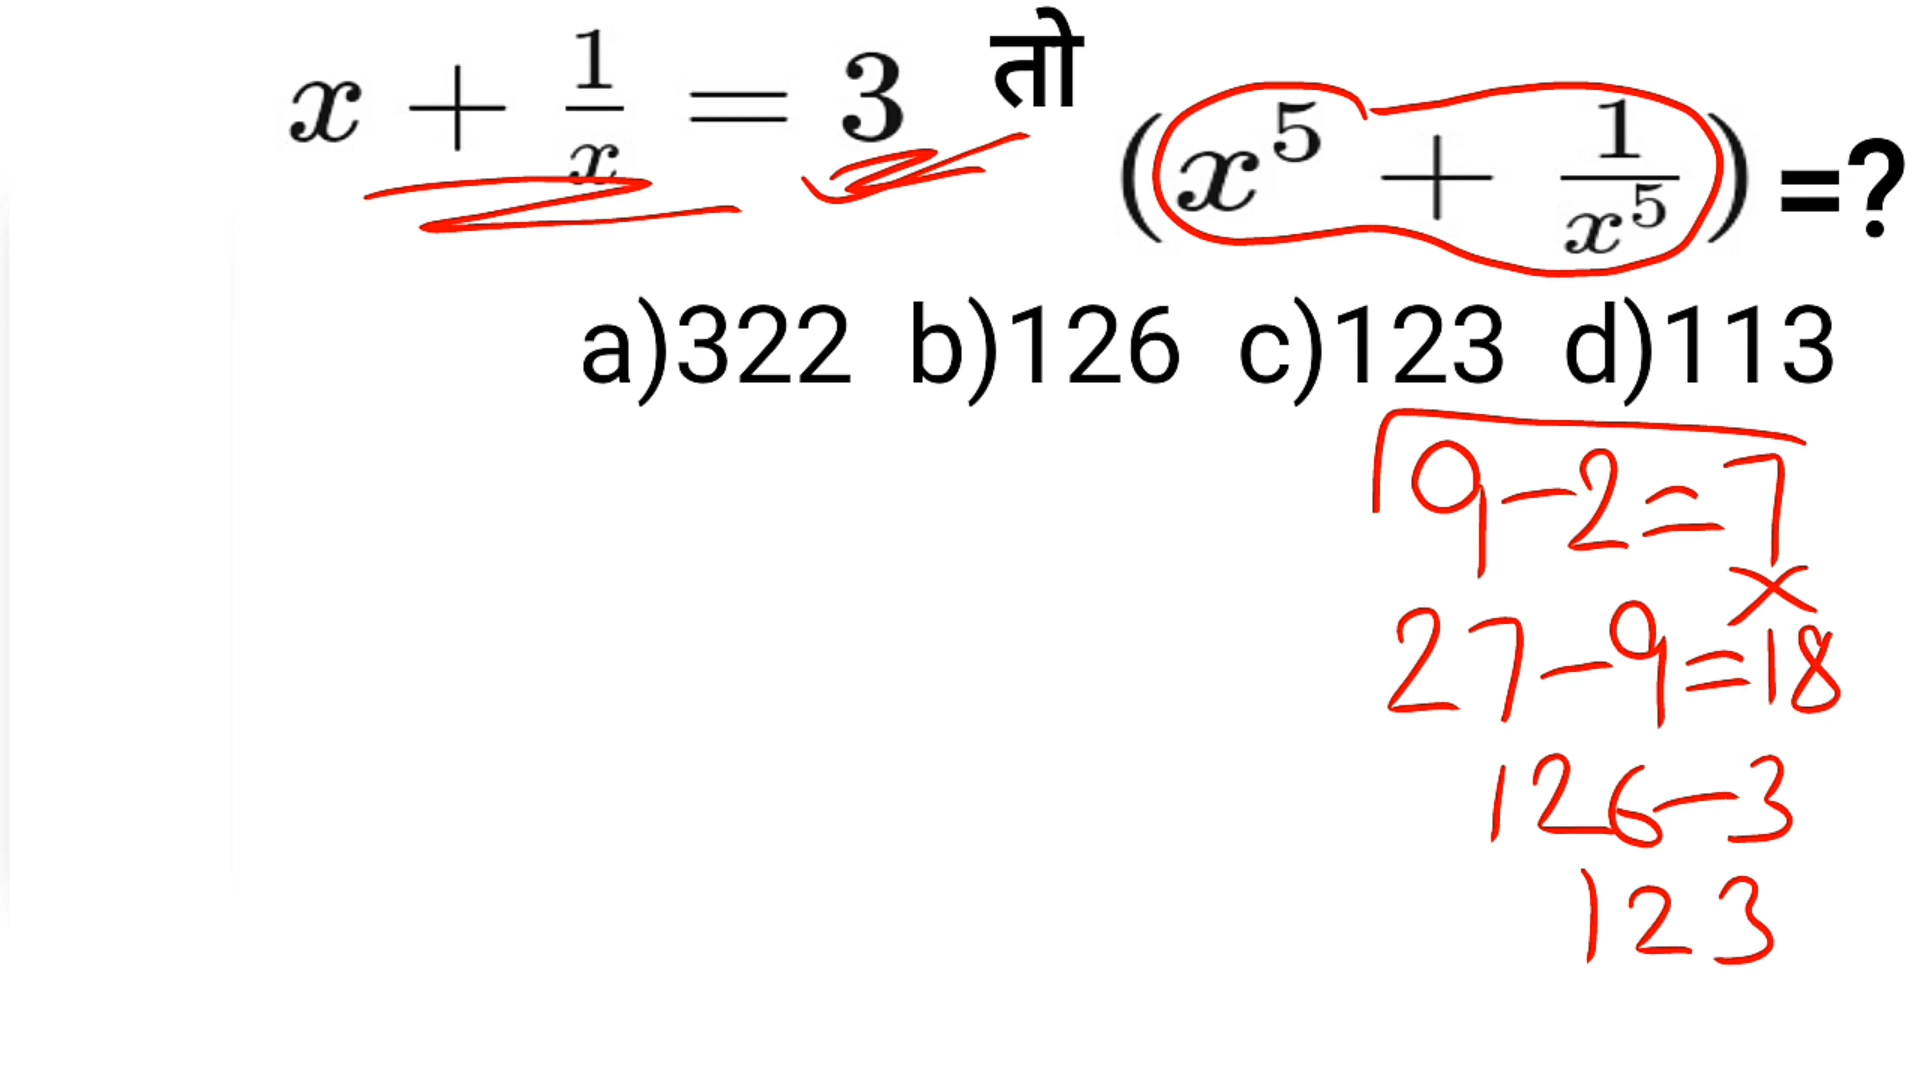 x + 1/x = 3 तो (x⁵ + 1/x⁵) =?
a)322 b)126 c)123 d)113
9-2=7
×
27-9=18
126-3
123